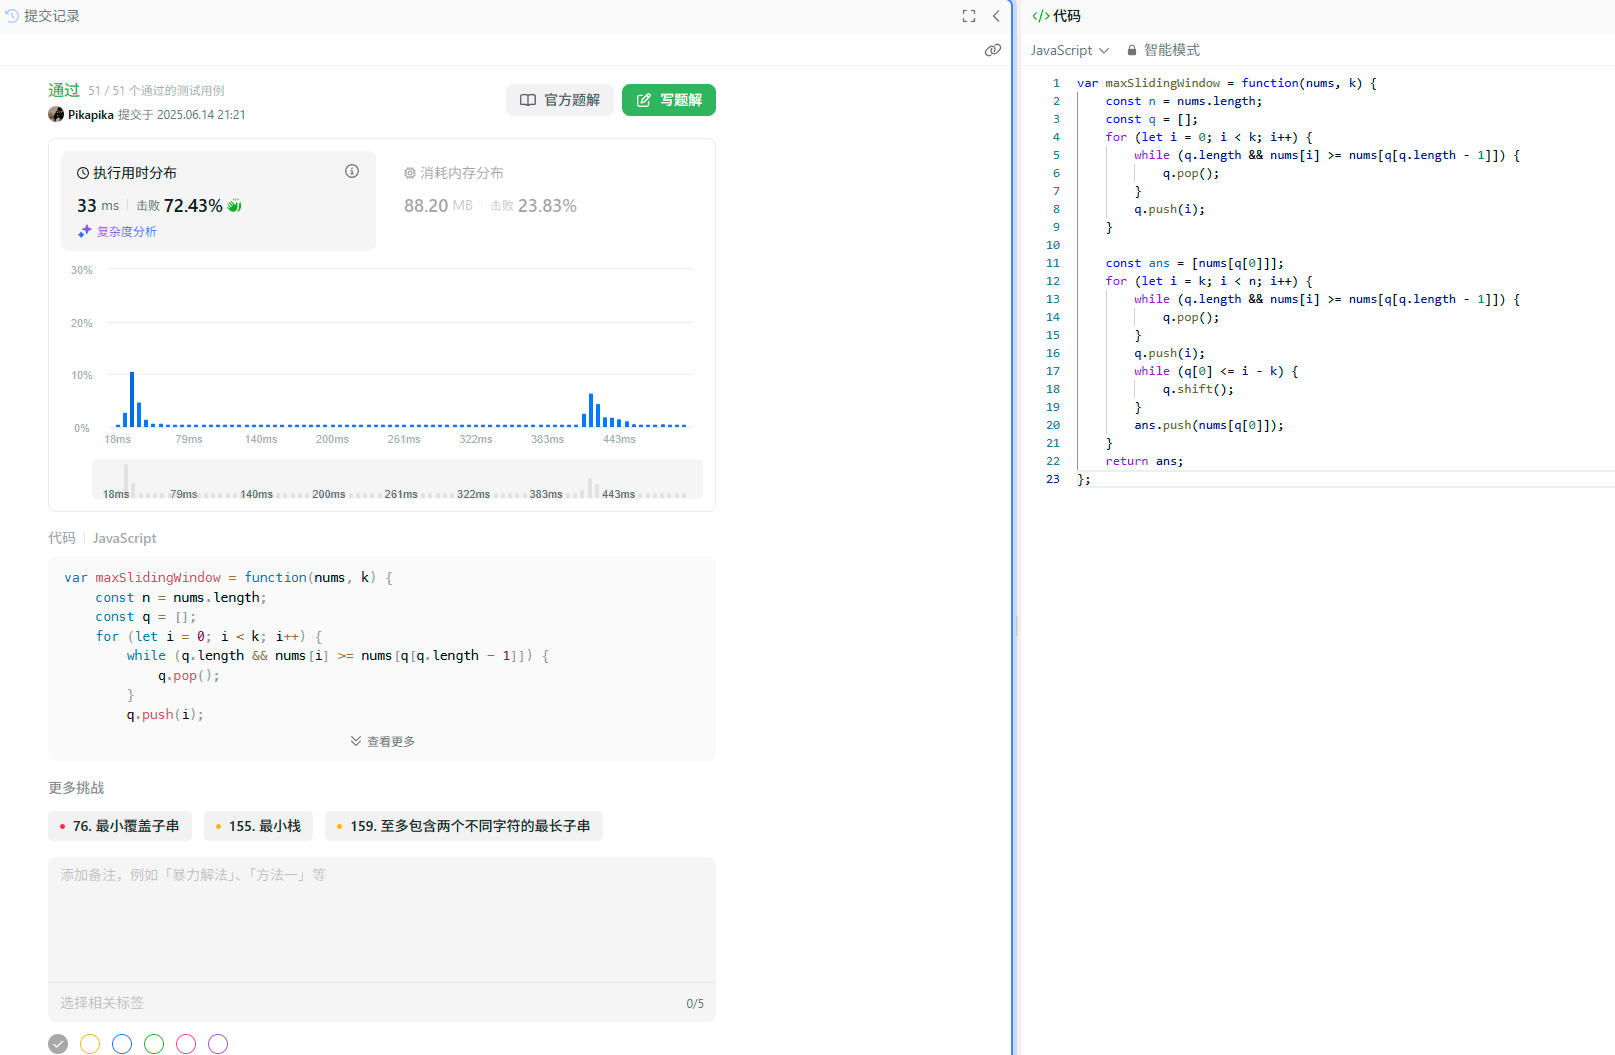 提交记录
通过 51 / 51 个通过的测试用例
Pikapika 提交于 2025.06.14 21:21
官方题解
写题解
执行用时分布
33 ms 击败 72.43%
复杂度分析
消耗内存分布
88.20 MB 击败 23.83%
30%
20%
10%
0%
18ms 79ms 140ms 200ms 261ms 322ms 383ms 443ms
18ms 79ms 140ms 200ms 261ms 322ms 383ms 443ms
代码 JavaScript
var maxSlidingWindow = function(nums, k) {
    const n = nums.length;
    const q = [];
    for (let i = 0; i < k; i++) {
        while (q.length && nums[i] >= nums[q[q.length - 1]]) {
            q.pop();
        }
        q.push(i);
查看更多
更多挑战
76. 最小覆盖子串
155. 最小栈
159. 至多包含两个不同字符的最长子串
添加备注，例如「暴力解法」、「方法一」等
选择相关标签
0/5
</> 代码
JavaScript 智能模式
1 var maxSlidingWindow = function(nums, k) {
2     const n = nums.length;
3     const q = [];
4     for (let i = 0; i < k; i++) {
5         while (q.length && nums[i] >= nums[q[q.length - 1]]) {
6             q.pop();
7         }
8         q.push(i);
9     }
10
11     const ans = [nums[q[0]]];
12     for (let i = k; i < n; i++) {
13         while (q.length && nums[i] >= nums[q[q.length - 1]]) {
14             q.pop();
15         }
16         q.push(i);
17         while (q[0] <= i - k) {
18             q.shift();
19         }
20         ans.push(nums[q[0]]);
21     }
22     return ans;
23 };